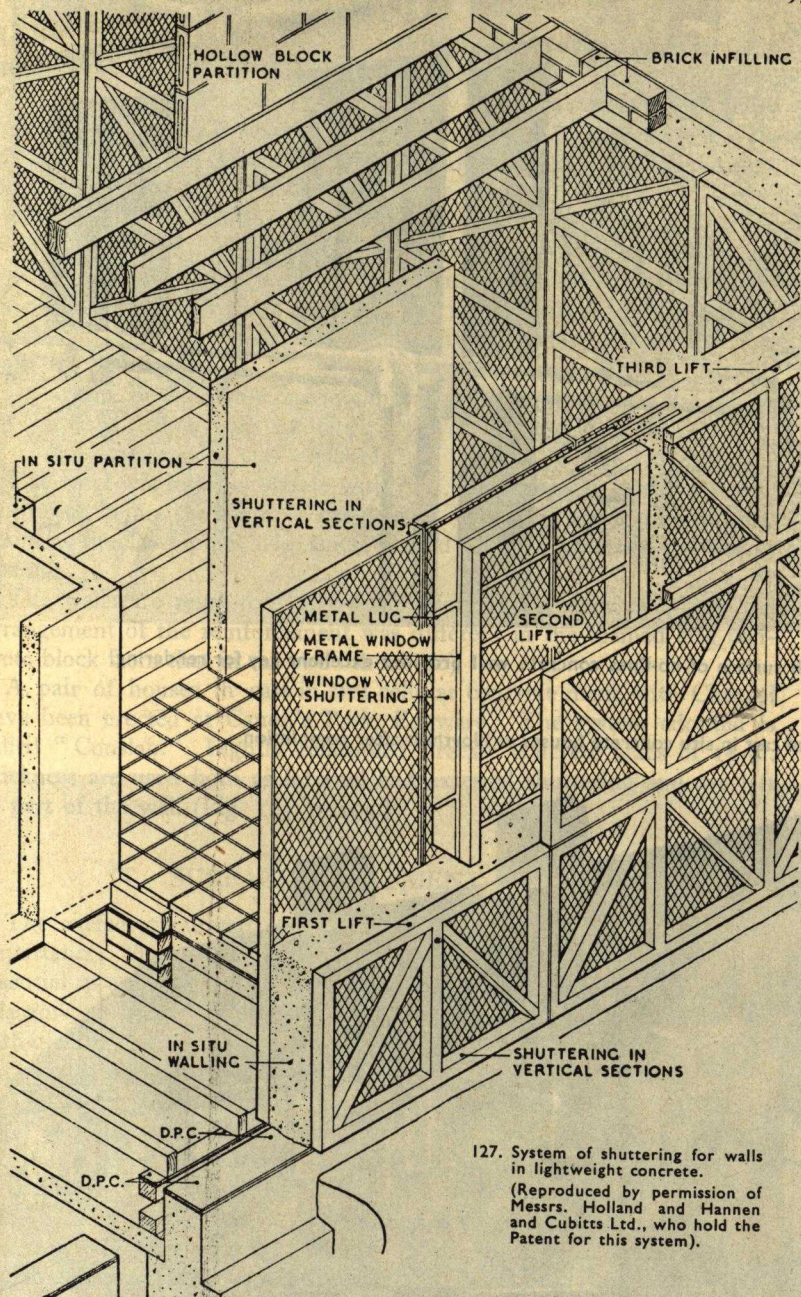 HOLLOW BLOCK
PARTITION
BRICK INFILLING
THIRD LIFT
IN SITU PARTITION
SHUTTERING IN
VERTICAL SECTIONS
METAL LUG
METAL WINDOW
FRAME
SECOND
LIFT
WINDOW
SHUTTERING
FIRST LIFT
IN SITU
WALLING
SHUTTERING IN
VERTICAL SECTIONS
D.P.C.
D.P.C.
127. System of shuttering for walls
in lightweight concrete.
(Reproduced by permission of
Messrs. Holland and Hannen
and Cubitts Ltd., who hold the
Patent for this system).